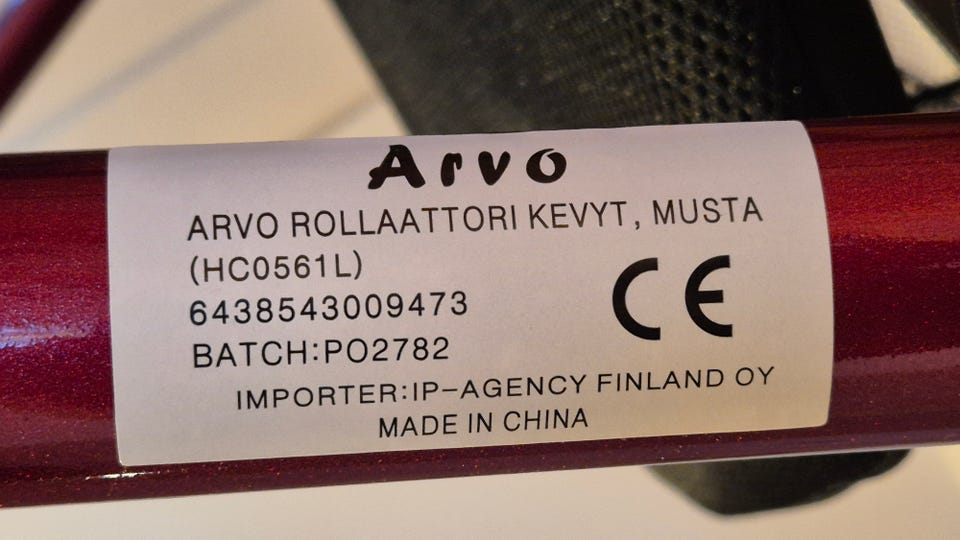 Arvo
ARVO ROLLAATTORI KEVYT, MUSTA
(HC0561L)
6438543009473
CE
BATCH:PO2782
IMPORTER:IP-AGENCY FINLAND OY
MADE IN CHINA